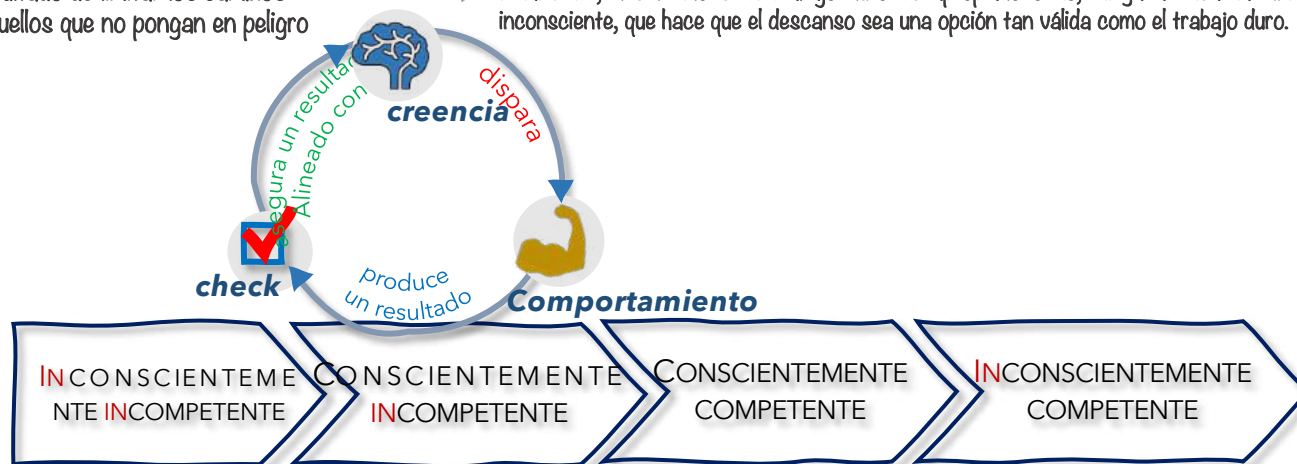 uellos que no pongan en peligro
inconsciente, que hace que el descanso sea una opción tan válida como el trabajo duro.
segura un resultado
Alineado con
creencia
dispara
check
produce
un resultado
Comportamiento
INCONSCIENTEME
NTE INCOMPETENTE
CONSCIENTEMENTE
INCOMPETENTE
CONSCIENTEMENTE
COMPETENTE
INCONSCIENTEMENTE
COMPETENTE